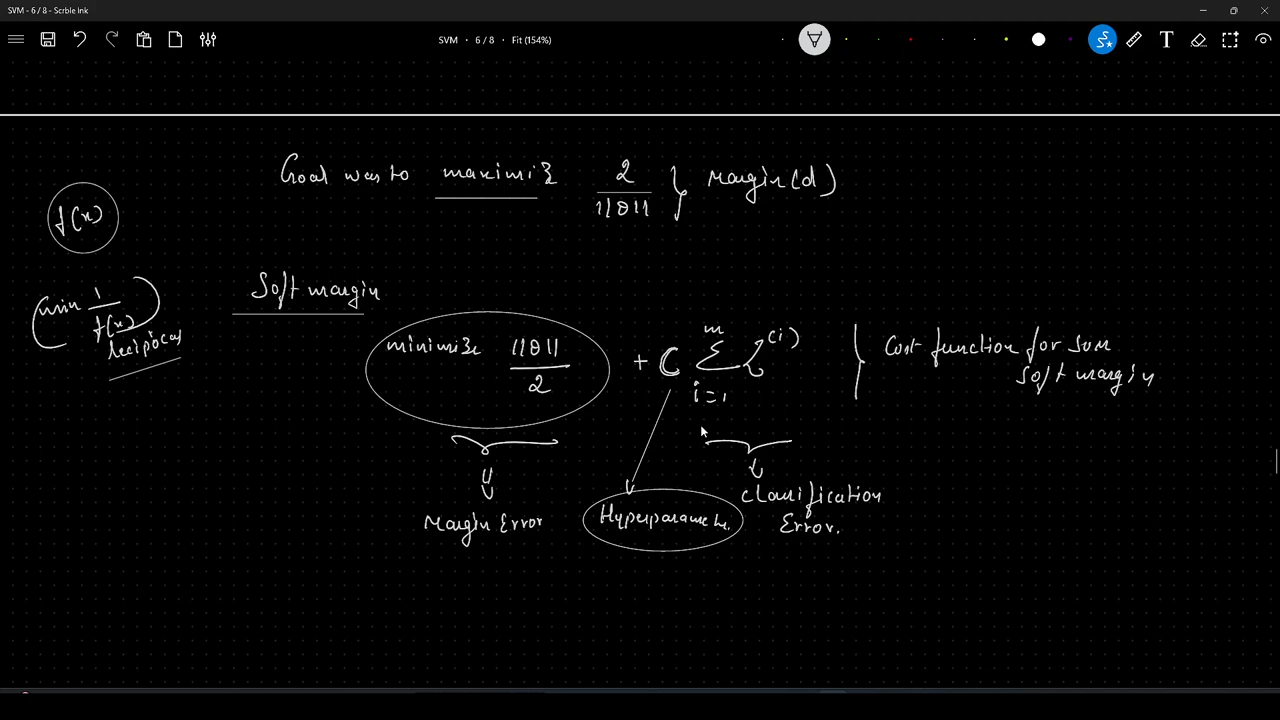 SVM - 6 / 8 - Scrble Ink
SVM • 6 / 8 • Fit (154%)
T
Goal was to maximize 2 / ||θ|| } Margin (d)
f(x)
Soft margin
(min 1 / f(x))
Reciprocal
minimize ||θ|| / 2 + C m Σ i=1 ξ(i) } Cost function for SVM
Soft margin
Margin Error
Hyperparameter.
Classification
Error.